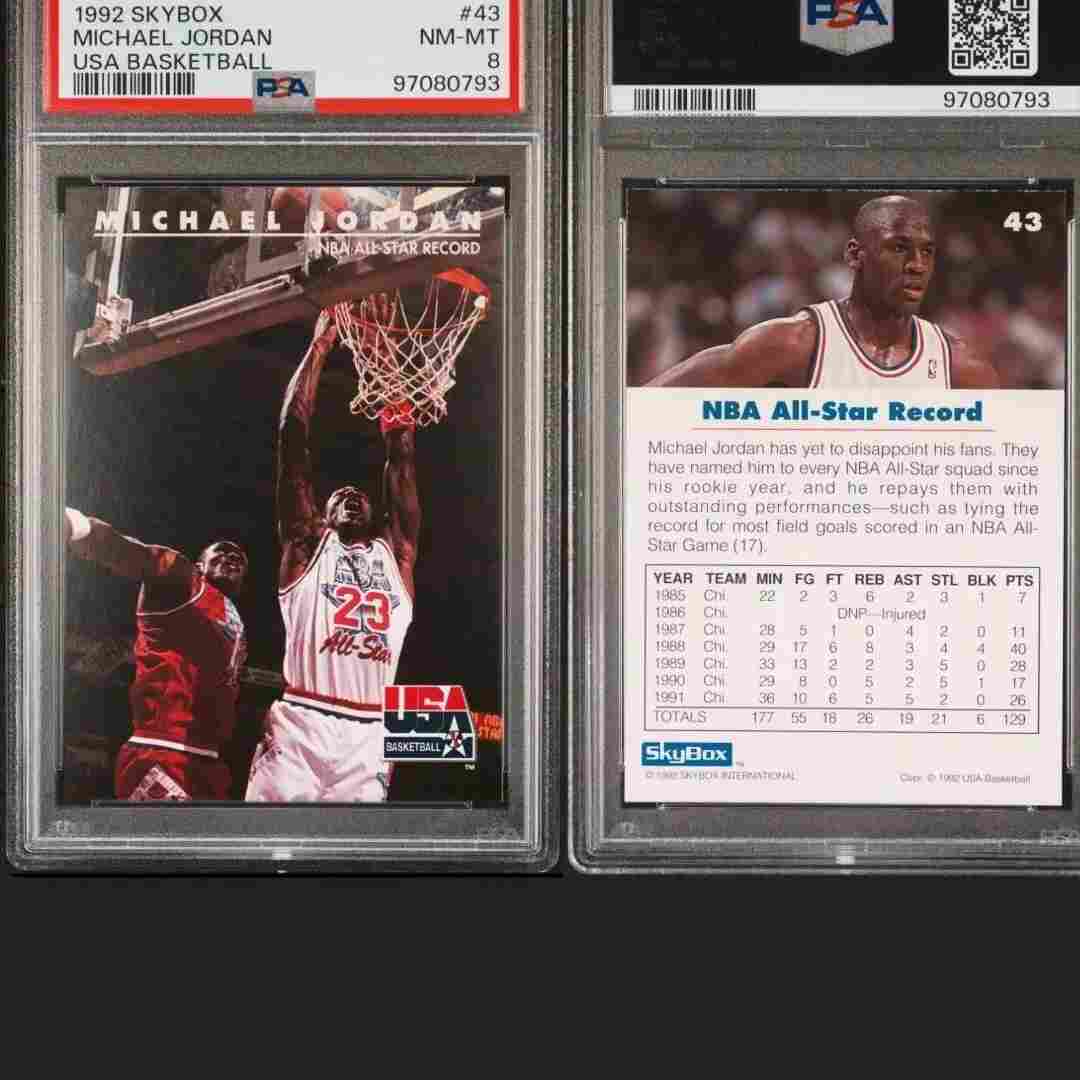 1992 SKYBOX #43
MICHAEL JORDAN NM-MT
USA BASKETBALL 8
PSA 97080793
MICHAEL JORDAN
NBA ALL-STAR RECORD
23
All-Star
USA
BASKETBALL
TM
PSA
97080793
43
NBA All-Star Record
Michael Jordan has yet to disappoint his fans. They
have named him to every NBA All-Star squad since
his rookie year, and he repays them with
outstanding performances—such as tying the
record for most field goals scored in an NBA All-
Star Game (17).
YEAR TEAM MIN FG FT REB AST STL BLK PTS
1985 Chi. 22 2 3 6 2 3 1 7
1986 Chi. DNP—Injured
1987 Chi. 28 5 1 0 4 2 0 11
1988 Chi. 29 17 6 8 3 4 4 40
1989 Chi. 33 13 2 2 3 5 0 28
1990 Chi. 29 8 0 5 2 5 1 17
1991 Chi. 36 10 6 5 5 2 0 26
TOTALS 177 55 18 26 19 21 6 129
SkyBox TM
© 1992 SKYBOX INTERNATIONAL Copr. © 1992 USA Basketball